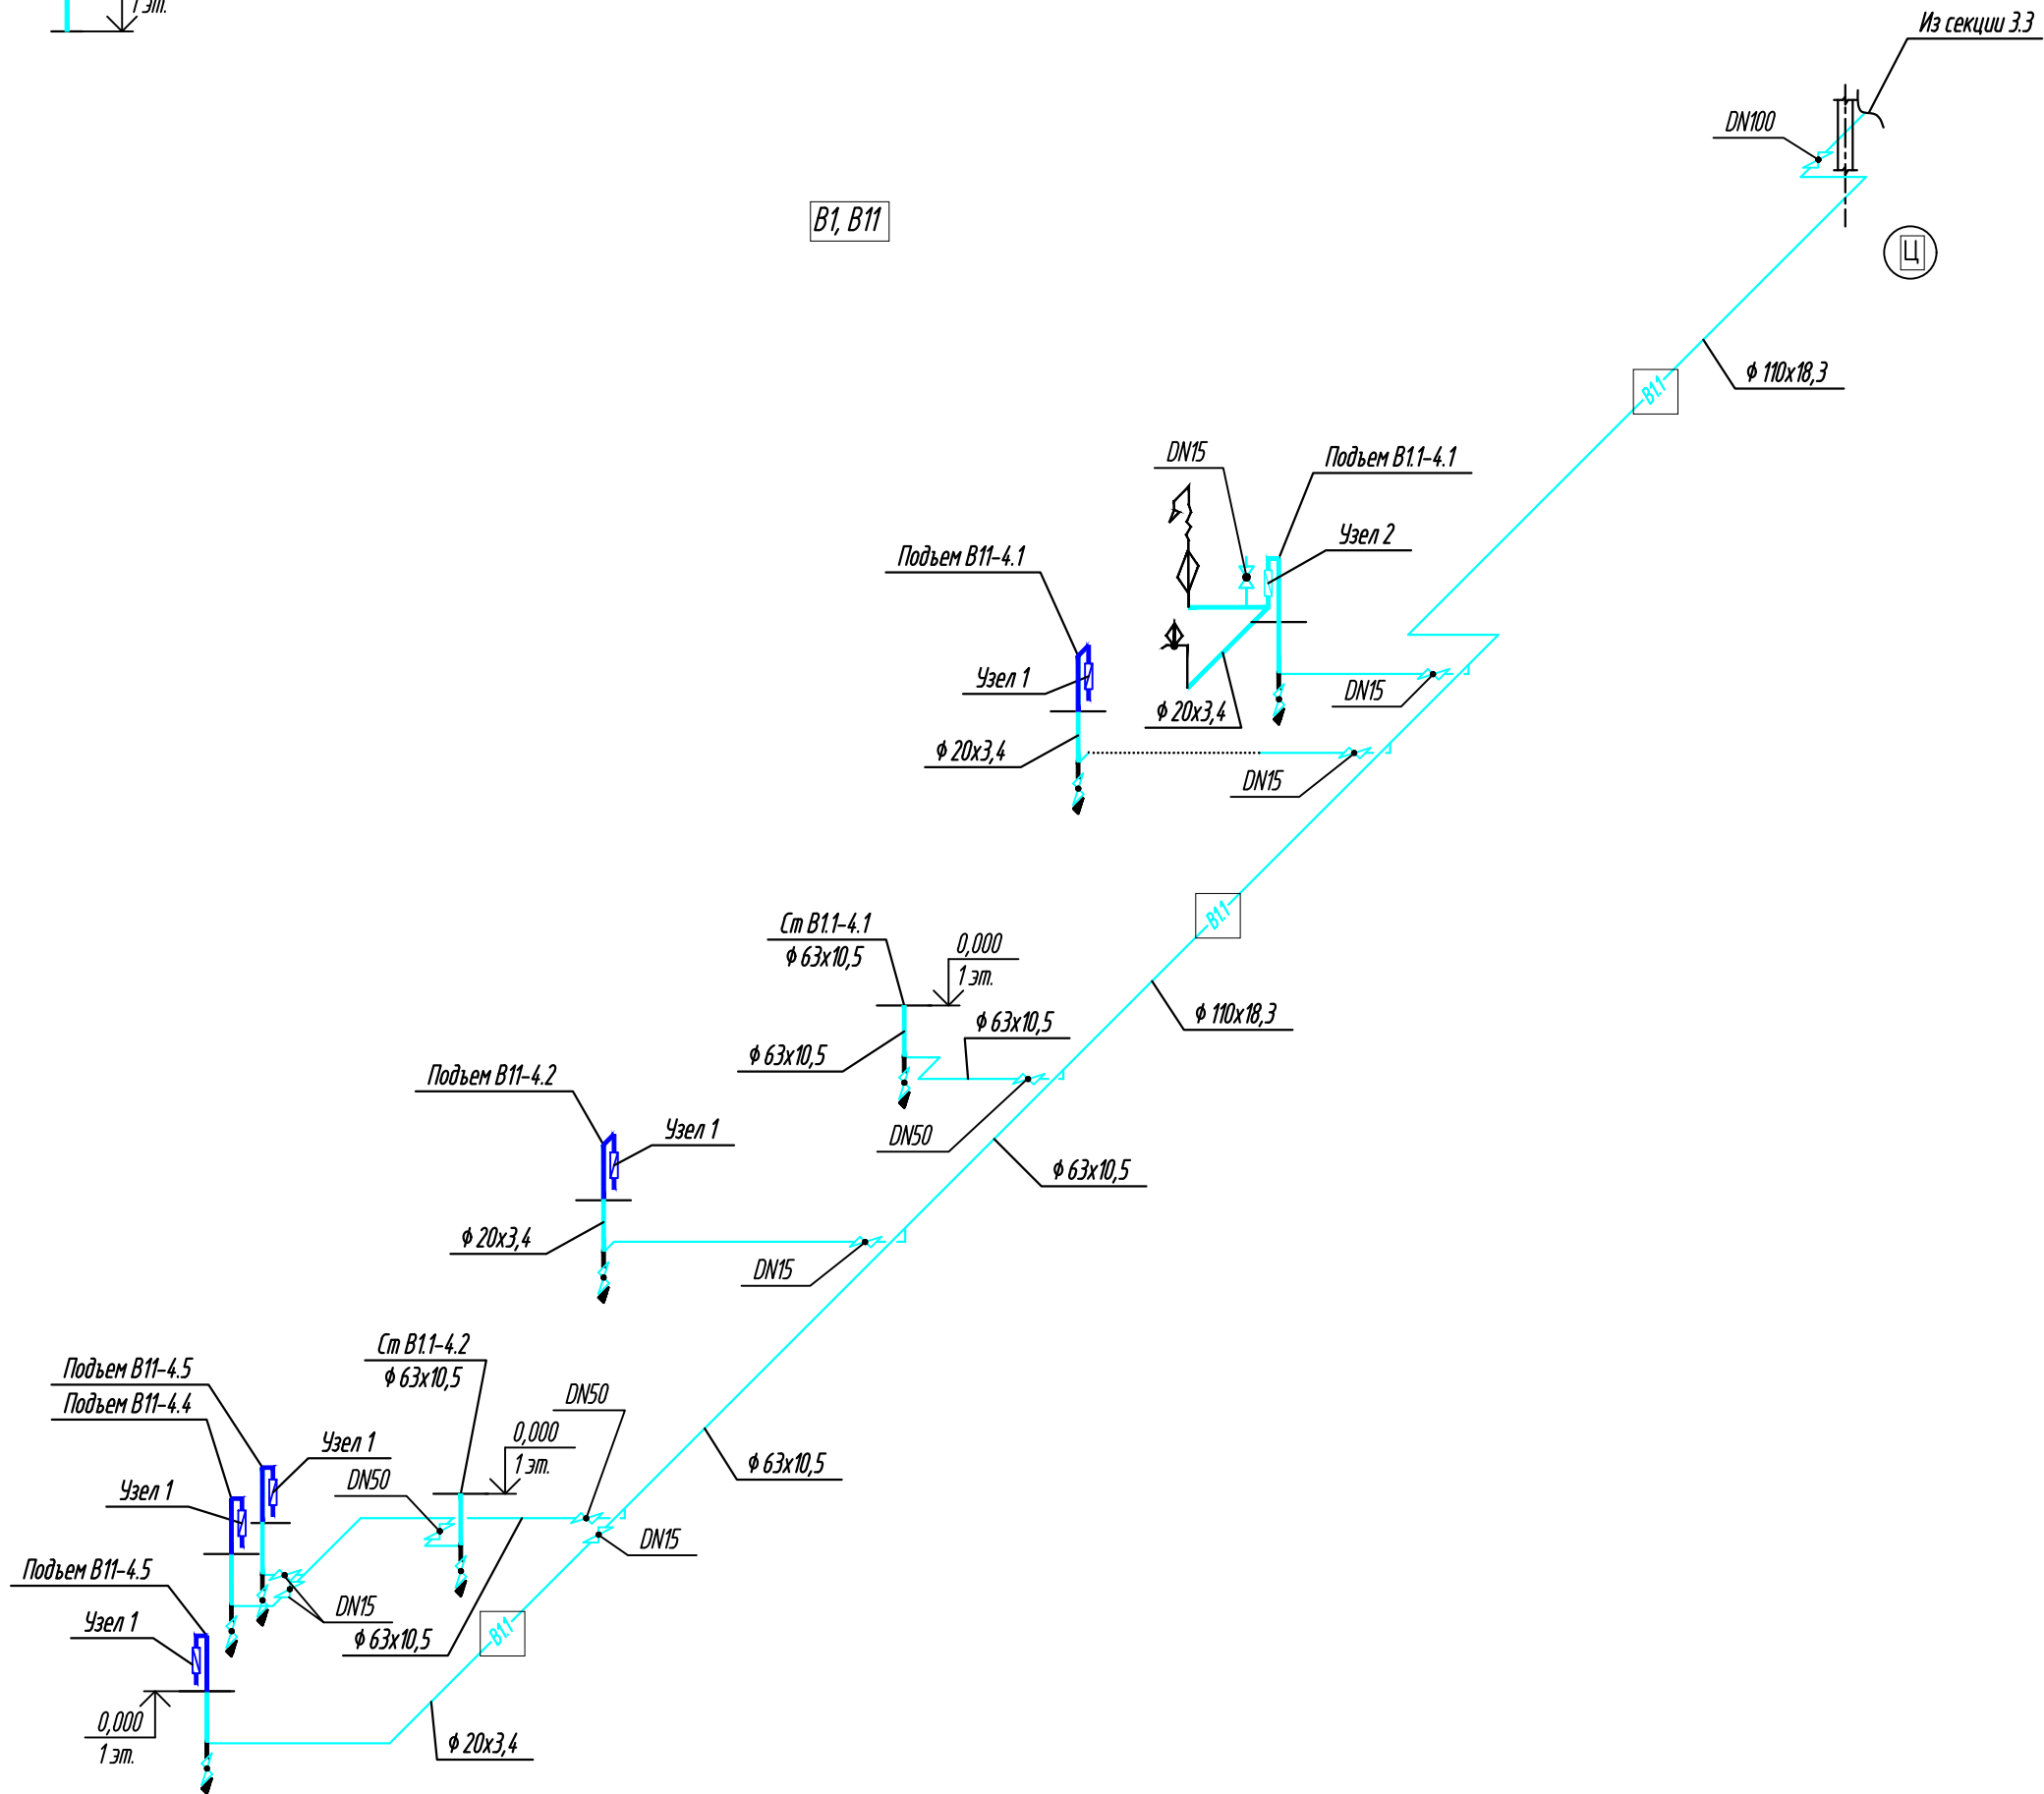 1 эт.
Из секции 3.3
DN100
В1, В11
Ц
ф 110х18,3
В1.1
DN15
Подъем В1.1-4.1
Узел 2
Подъем В11-4.1
Узел 1
DN15
ф 20х3,4
ф 20х3,4
DN15
В1.1
Ст В1.1-4.1
ф 63х10,5
0,000
1 эт.
ф 110х18,3
ф 63х10,5
ф 63х10,5
Подъем В11-4.2
Узел 1
DN50
ф 63х10,5
ф 20х3,4
DN15
Ст В1.1-4.2
ф 63х10,5
Подъем В11-4.5
Подъем В11-4.4
DN50
0,000
1 эт.
Узел 1
DN50
ф 63х10,5
Узел 1
DN15
Подъем В11-4.5
DN15
Узел 1
ф 63х10,5
В1.1
0,000
1 эт.
ф 20х3,4